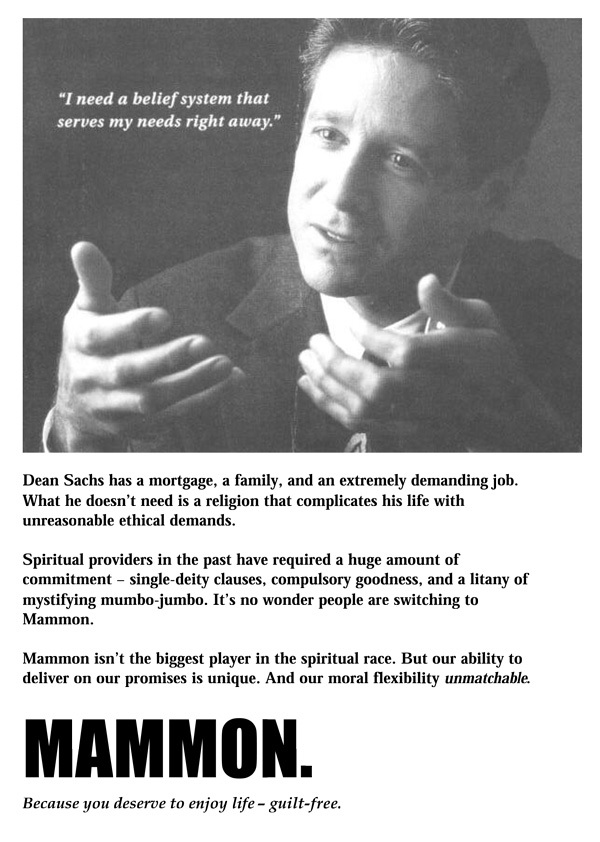 “I need a belief system that
serves my needs right away.”
Dean Sachs has a mortgage, a family, and an extremely demanding job.
What he doesn’t need is a religion that complicates his life with
unreasonable ethical demands.
Spiritual providers in the past have required a huge amount of
commitment – single-deity clauses, compulsory goodness, and a litany of
mystifying mumbo-jumbo. It’s no wonder people are switching to
Mammon.
Mammon isn’t the biggest player in the spiritual race. But our ability to
deliver on our promises is unique. And our moral flexibility unmatchable.
MAMMON.
Because you deserve to enjoy life – guilt-free.